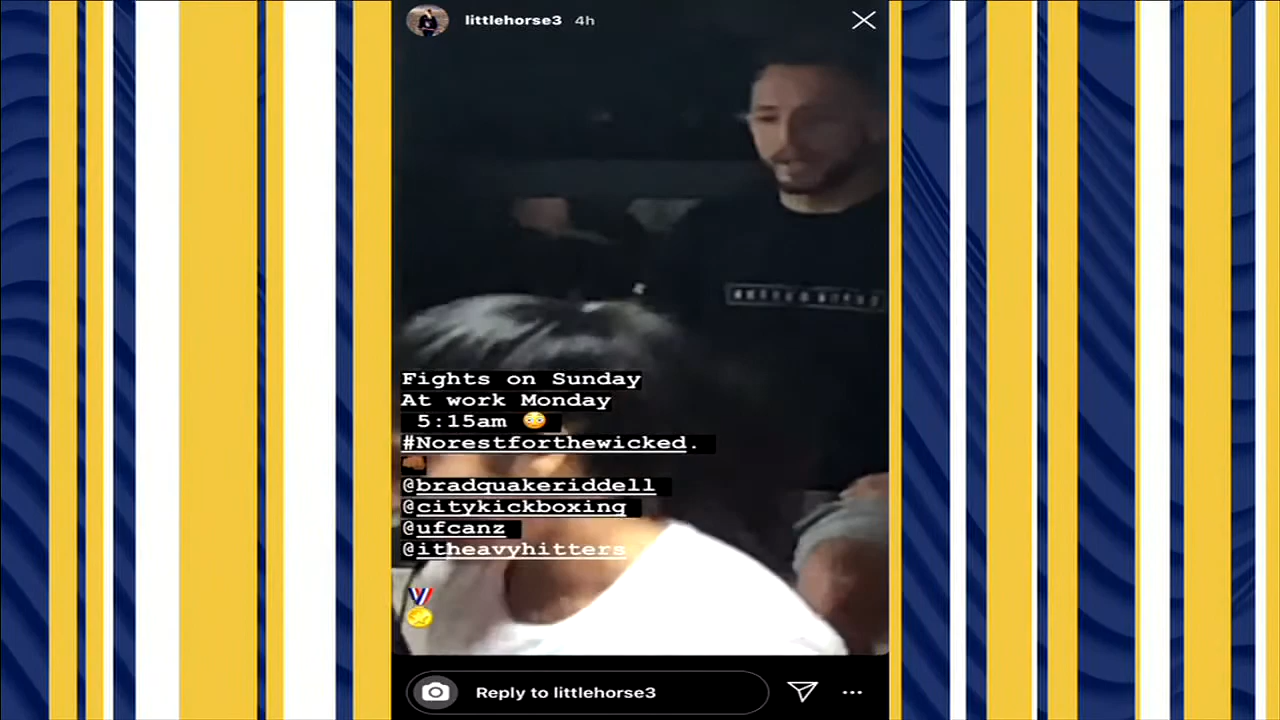 littlehorse3 4h
Fights on Sunday
At work Monday
5:15am 😳
#Norestforthewicked.
👊🏾
@bradquakeriddell
@citykickboxing
@ufcanz
@itheavyhitters
🏅
Reply to littlehorse3